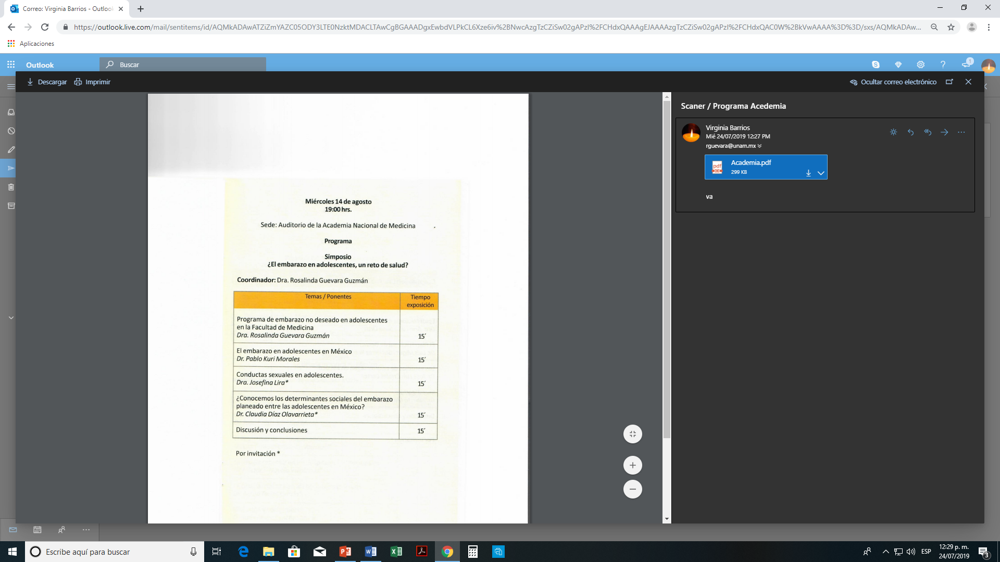 Correo: Virginia Barrios - Outloo
https://outlook.live.com/mail/sentitems/id/AQMkADAwATZiZmYAZC05ODY3LTE0NzktMDACLTAwCgBGAAADgxEwbdVLPkCL6Xze6iv%2BNwcAzgTzCZiSw02gAPzI%2FCHdxQAAAgEJAAAAzgTzCZiSw02gAPzI%2FCHdxQAC0W%2BkVwAAAA%3D%3D/sxs/AQMkADAw...
Aplicaciones
Outlook
Buscar
1
Descargar
Imprimir
Ocultar correo electrónico
Miércoles 14 de agosto
19:00 hrs.
Sede: Auditorio de la Academia Nacional de Medicina
Programa
Simposio
¿El embarazo en adolescentes, un reto de salud?
Coordinador: Dra. Rosalinda Guevara Guzmán
Temas / Ponentes
Tiempo
exposición
Programa de embarazo no deseado en adolescentes
en la Facultad de Medicina
Dra. Rosalinda Guevara Guzmán
15´
El embarazo en adolescentes en México
Dr. Pablo Kuri Morales
15´
Conductas sexuales en adolescentes.
Dra. Josefina Lira*
15´
¿Conocemos los determinantes sociales del embarazo
planeado entre las adolescentes en México?
Dr. Claudia Díaz Olavarrieta*
15´
Discusión y conclusiones
15´
Por invitación *
Scaner / Programa Acedemia
Virginia Barrios
Mié 24/07/2019 12:27 PM
rguevara@unam.mx
pdf
Academia.pdf
299 KB
va
Escribe aquí para buscar
ESP
12:29 p. m.
24/07/2019
3